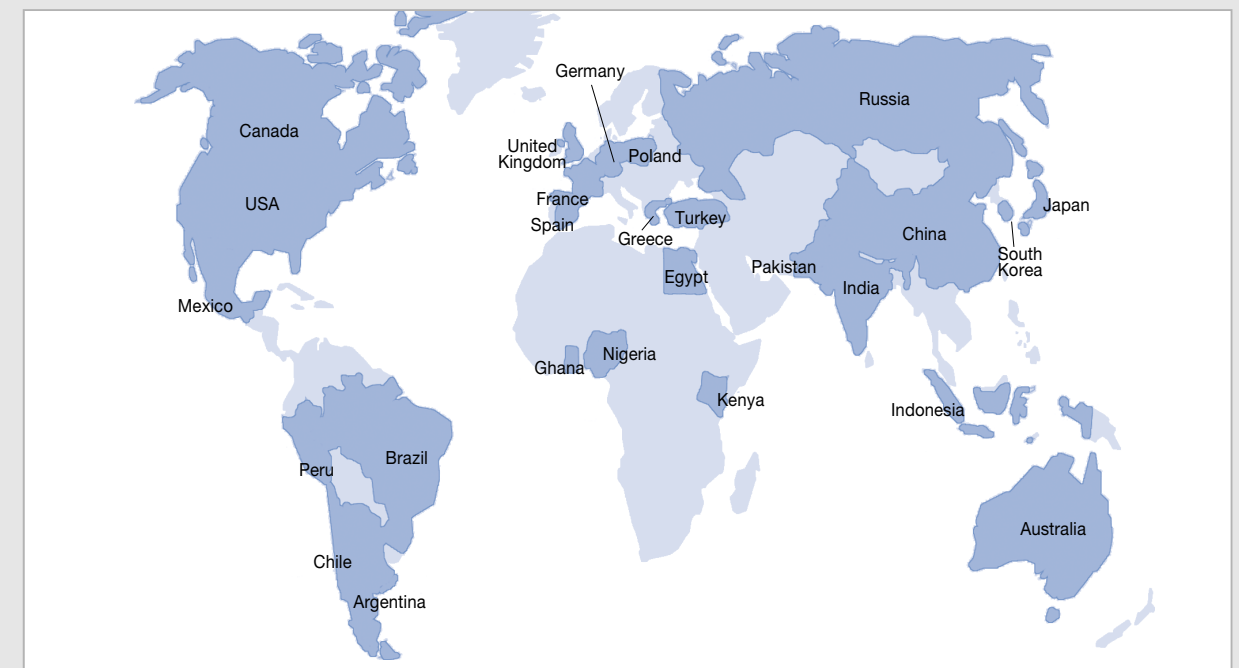 Germany
Russia
Canada
United
Kingdom
Poland
France
USA
Spain
Turkey
Japan
Greece
China
South
Korea
Pakistan
Egypt
India
Mexico
Nigeria
Ghana
Kenya
Indonesia
Brazil
Peru
Australia
Chile
Argentina